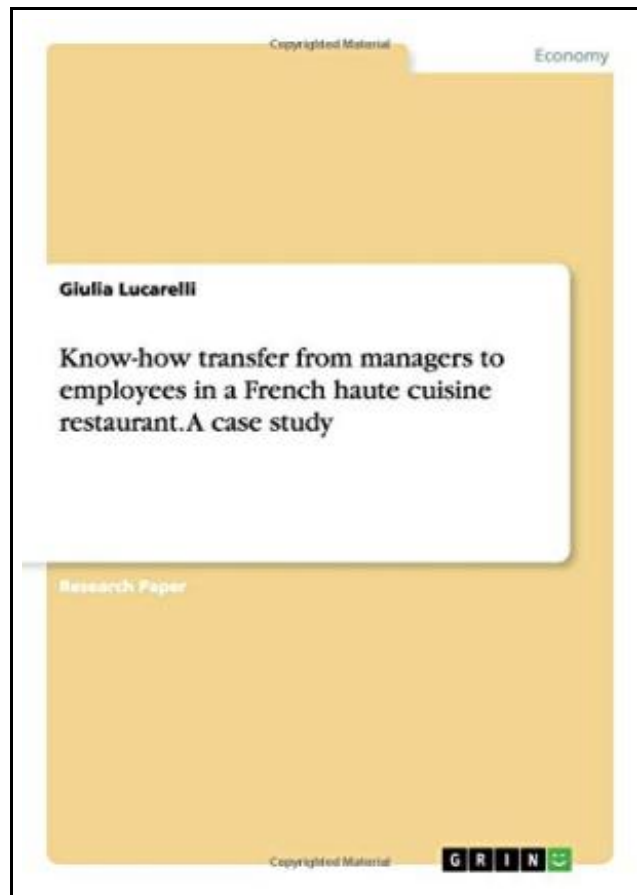 Copyrighted Material
Economy
Giulia Lucarelli
Know-how transfer from managers to
employees in a French haute cuisine
restaurant. A case study
Research Paper
Copyrighted Material
GRIN